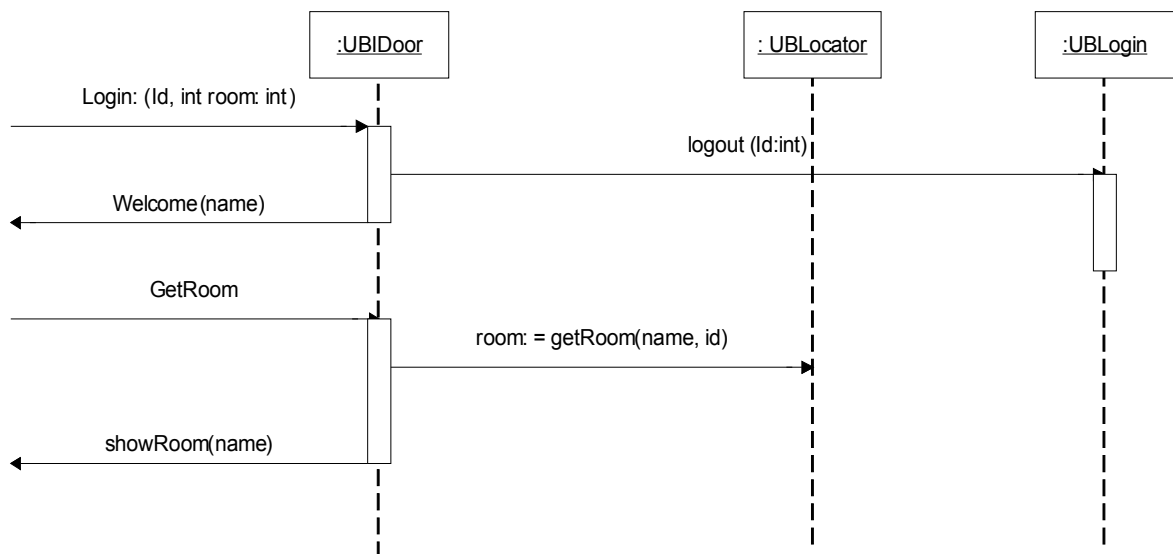 :UBIDoor
: UBLocator
:UBLogin
Login: (Id, int room: int)
logout (Id:int)
Welcome(name)
GetRoom
room: = getRoom(name, id)
showRoom(name)